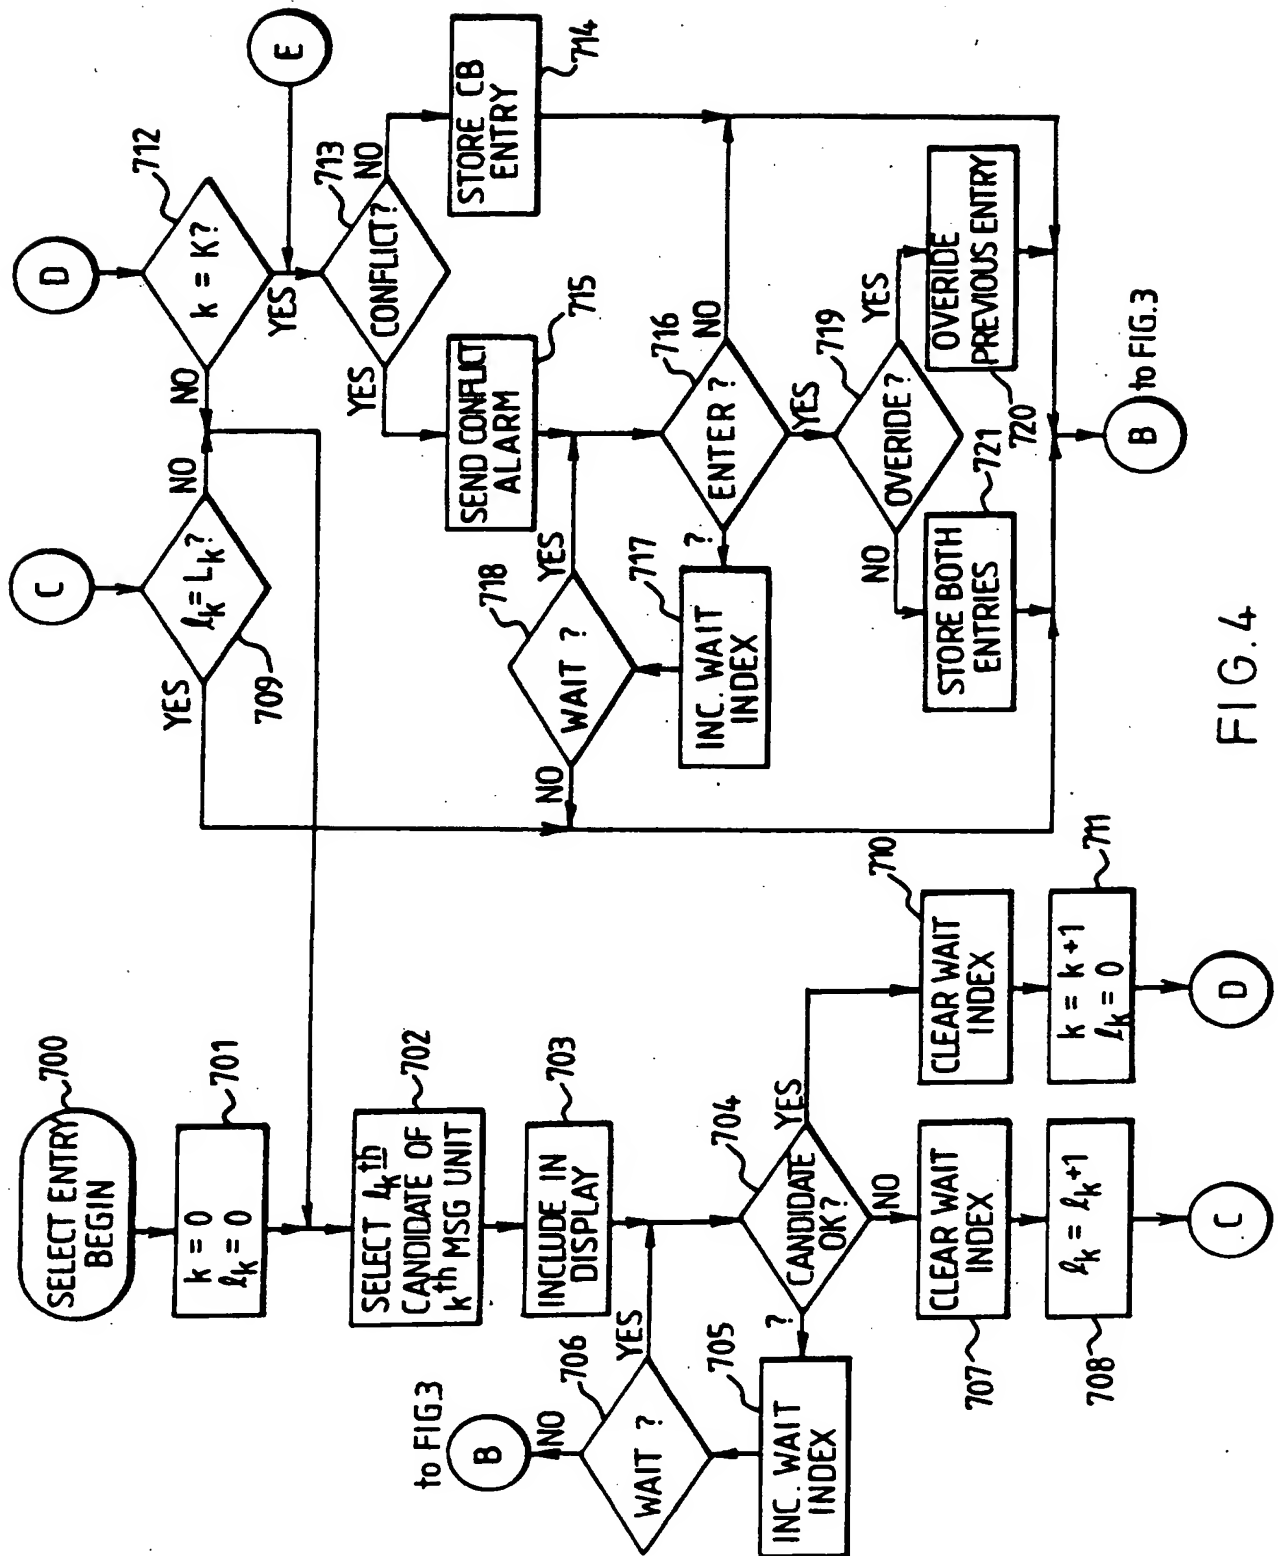 SELECT ENTRY
BEGIN
700
k = 0
ℓk = 0
701
SELECT ℓk th
CANDIDATE OF
kth MSG UNIT
702
INCLUDE IN
DISPLAY
703
CANDIDATE
OK?
704
YES
NO
?
INC. WAIT
INDEX
705
WAIT ?
706
YES
NO
B
to FIG.3
CLEAR WAIT
INDEX
707
ℓk = ℓk+1
708
C
CLEAR WAIT
INDEX
710
k = k+1
ℓk = 0
711
D
C
ℓk = Lk?
709
YES
NO
D
k = K?
712
NO
YES
E
CONFLICT?
713
NO
YES
STORE CB
ENTRY
714
SEND CONFLICT
ALARM
715
ENTER ?
716
NO
YES
?
INC. WAIT
INDEX
717
WAIT ?
718
YES
NO
OVERRIDE?
719
YES
NO
OVERRIDE
PREVIOUS ENTRY
720
STORE BOTH
ENTRIES
721
B
to FIG.3
FIG. 4